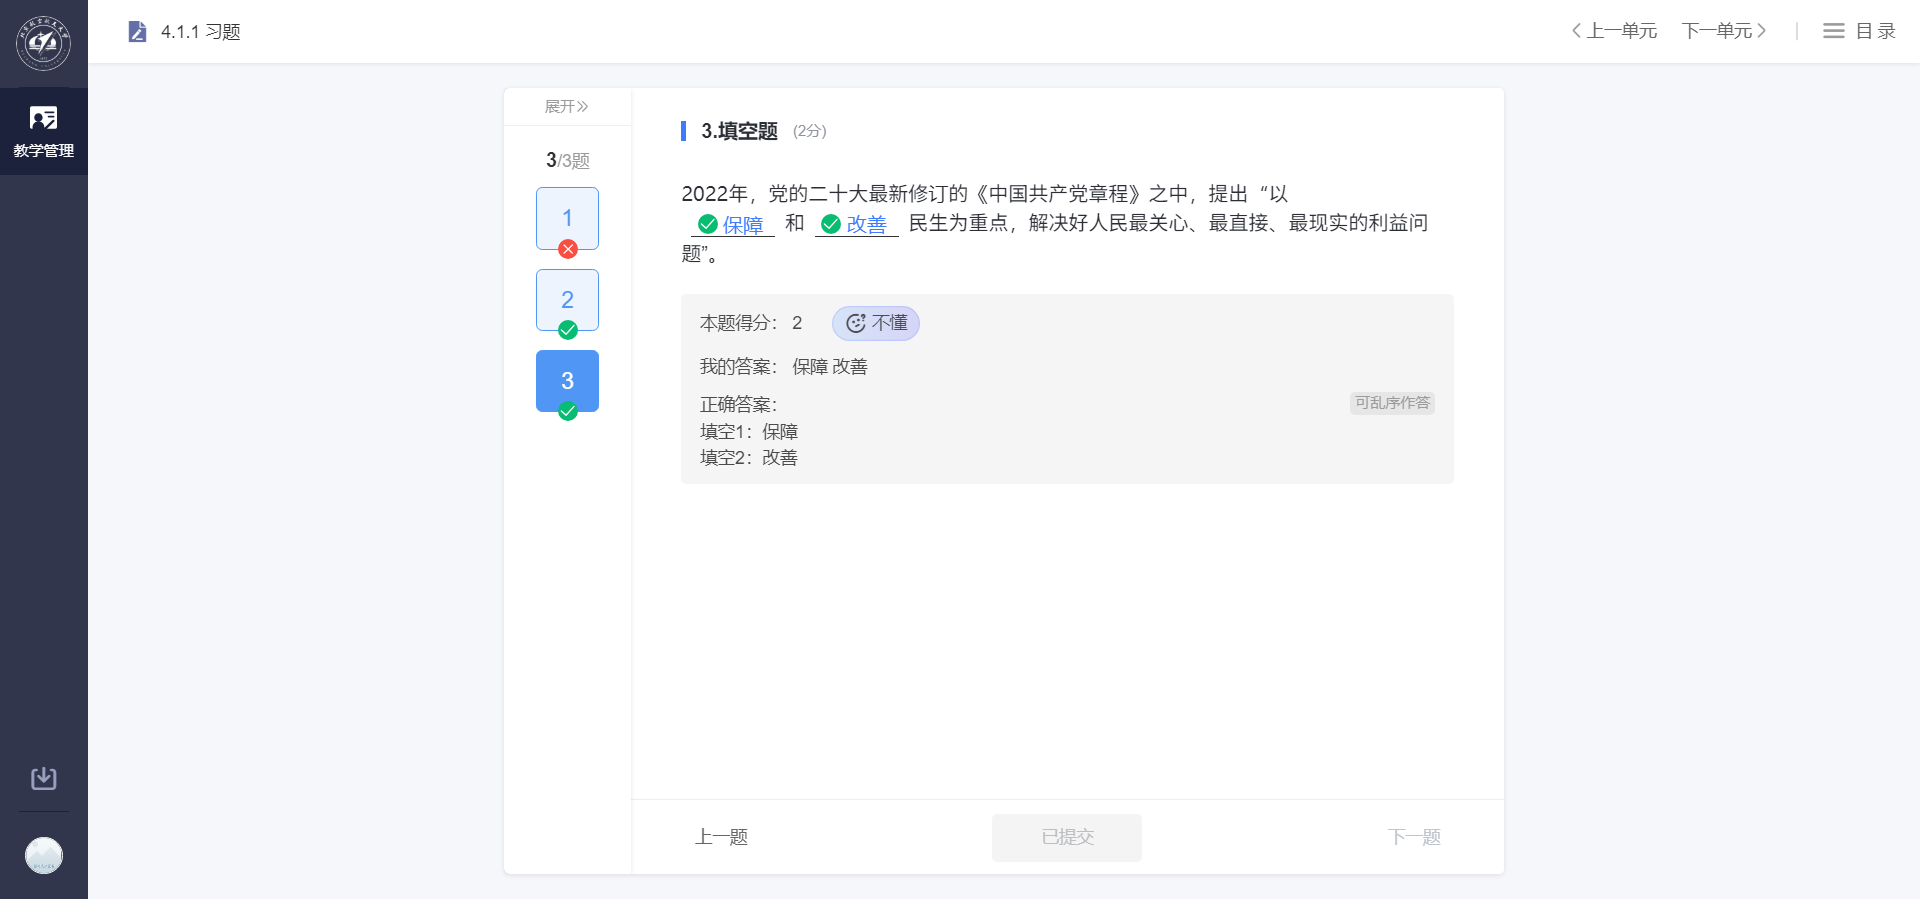 4.1.1 习题
上一单元
下一单元
目录
教学管理
展开
3/3题
1
2
3
3.填空题 (2分)
2022年，党的二十大最新修订的《中国共产党章程》之中，提出“以
保障 和 改善 民生为重点，解决好人民最关心、最直接、最现实的利益问
题”。
本题得分： 2 不懂
我的答案： 保障 改善
正确答案：
可乱序作答
填空1：保障
填空2：改善
上一题
已提交
下一题